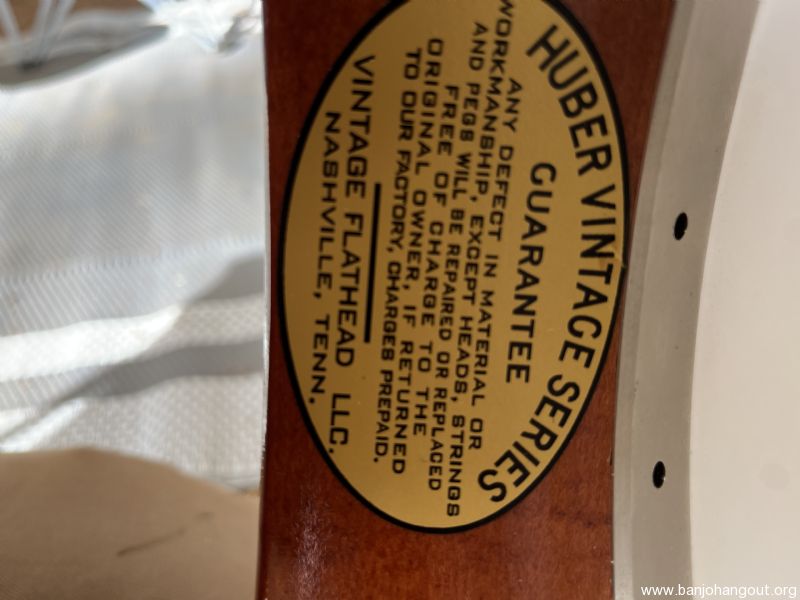 HUBER VINTAGE SERIES
GUARANTEE
ANY DEFECT IN MATERIAL OR
WORKMANSHIP, EXCEPT HEADS, STRINGS
AND PEGS WILL BE REPAIRED OR REPLACED
FREE OF CHARGE TO THE
ORIGINAL OWNER, IF RETURNED
TO OUR FACTORY, CHARGES PREPAID.
VINTAGE FLATHEAD LLC.
NASHVILLE, TENN.
www.banjohangout.org